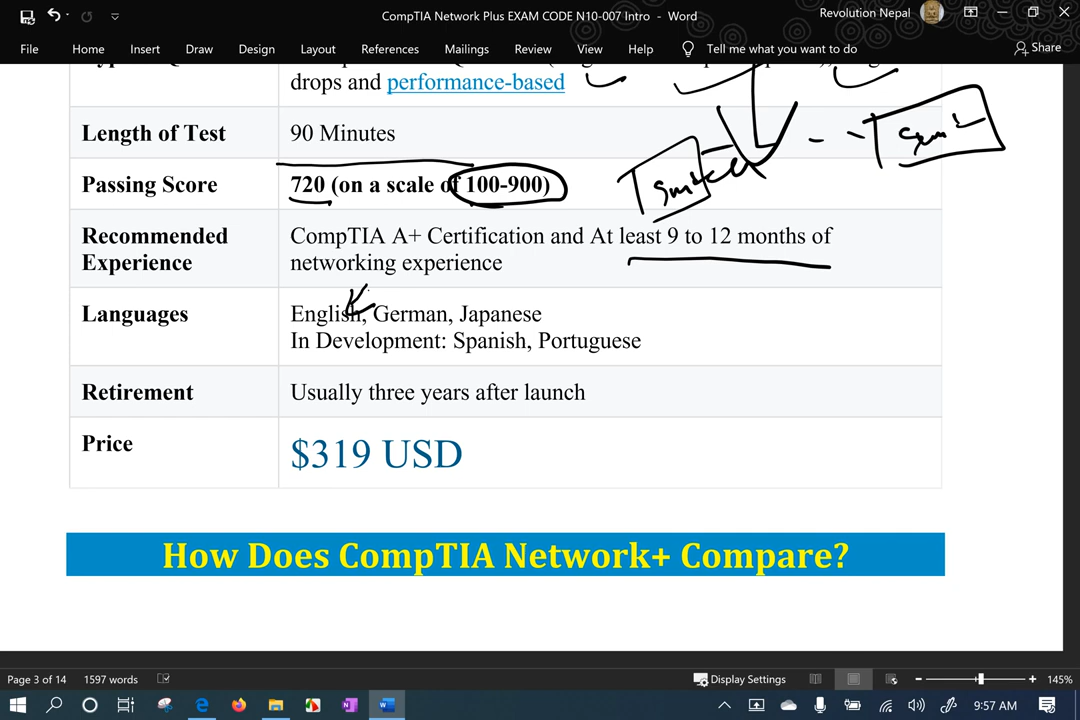 CompTIA Network Plus EXAM CODE N10-007 Intro - Word
Revolution Nepal
File Home Insert Draw Design Layout References Mailings Review View Help Tell me what you want to do Share
drops and performance-based
Length of Test 90 Minutes
Passing Score 720 (on a scale of 100-900)
Recommended Experience CompTIA A+ Certification and At least 9 to 12 months of
networking experience
Languages English, German, Japanese
In Development: Spanish, Portuguese
Retirement Usually three years after launch
Price $319 USD
How Does CompTIA Network+ Compare?
Page 3 of 14 1597 words Display Settings 145%
9:57 AM